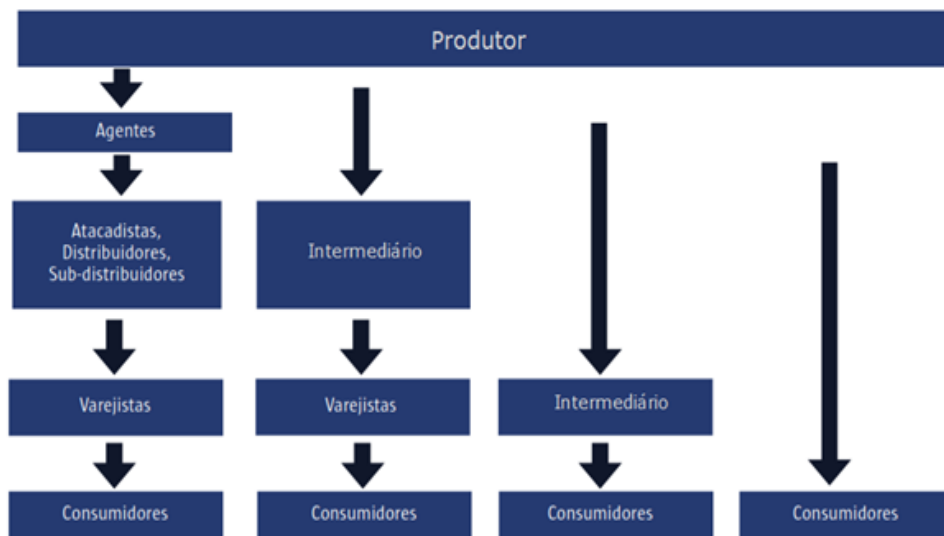 Produtor
Agentes
Atacadistas,
Distribuidores,
Sub-distribuidores
Intermediário
Varejistas
Varejistas
Intermediário
Consumidores
Consumidores
Consumidores
Consumidores